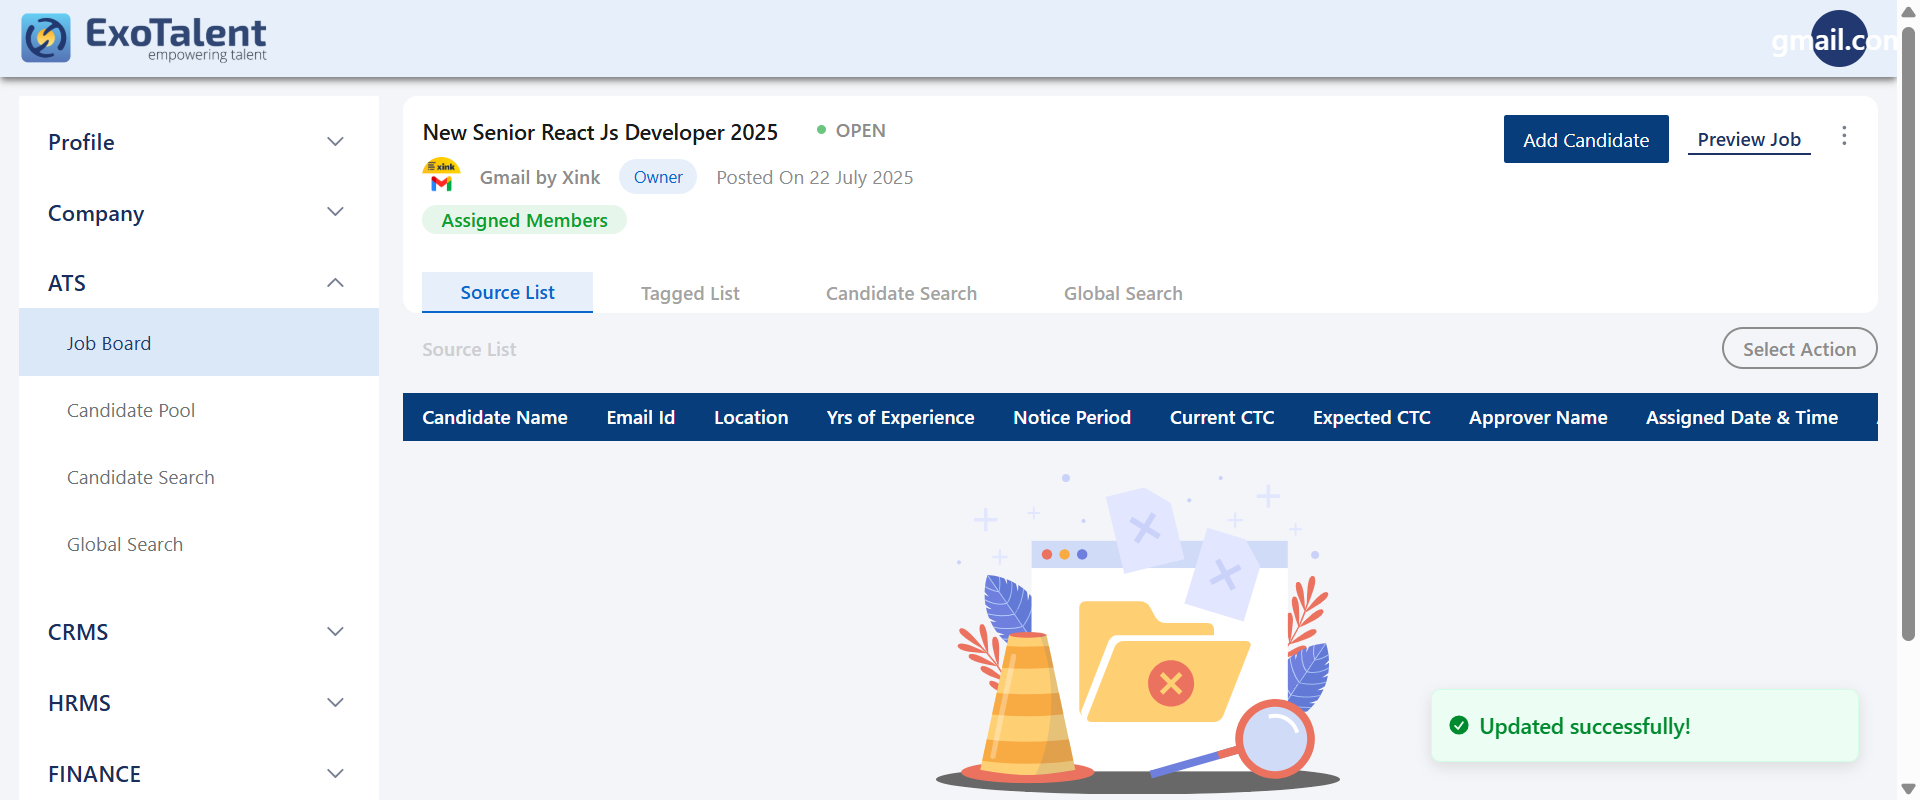 ExoTalent
empowering talent
gmail.con
Profile
Company
ATS
Job Board
Candidate Pool
Candidate Search
Global Search
CRMS
HRMS
FINANCE
New Senior React Js Developer 2025
OPEN
Add Candidate
Preview Job
xink
Gmail by Xink
Owner
Posted On 22 July 2025
Assigned Members
Source List
Tagged List
Candidate Search
Global Search
Source List
Select Action
Candidate Name Email Id Location Yrs of Experience Notice Period Current CTC Expected CTC Approver Name Assigned Date & Time
Updated successfully!